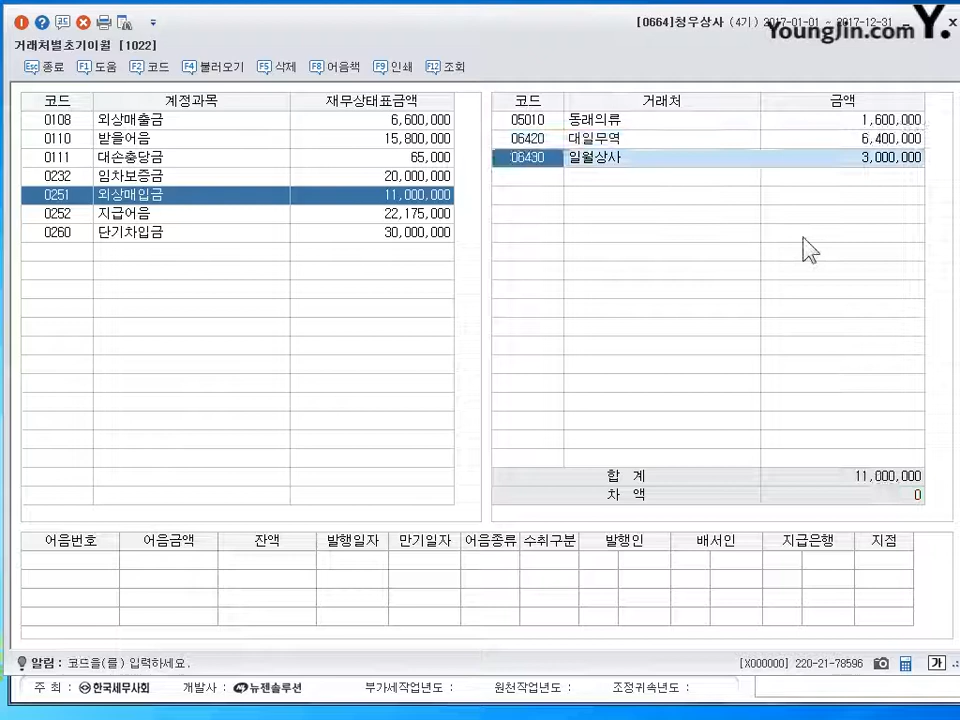 [0664]청우상사 (4기) 2017-01-01 ~ 2017-12-31
YoungJin.com Y.
거래처별초기이월 [1022]
Esc 종료 F1 도움 F2 코드 F4 불러오기 F5 삭제 F8 어음책 F9 인쇄 F12 조회
코드 계정과목 재무상태표금액 코드 거래처 금액
0108 외상매출금 6,600,000 05010 동래의류 1,600,000
0110 받을어음 15,800,000 06420 대일무역 6,400,000
0111 대손충당금 65,000 06430 일월상사 3,000,000
0232 임차보증금 20,000,000
0251 외상매입금 11,000,000
0252 지급어음 22,175,000
0260 단기차입금 30,000,000
합 계 11,000,000
차 액 0
어음번호 어음금액 잔액 발행일자 만기일자 어음종류 수취구분 발행인 배서인 지급은행 지점
알림 : 코드을(를) 입력하세요. [X000000] 220-21-78596 가
주 회 : 한국세무사회 개발사 : 뉴젠솔루션 부가세작업년도 : 원천작업년도 : 조정귀속년도 :